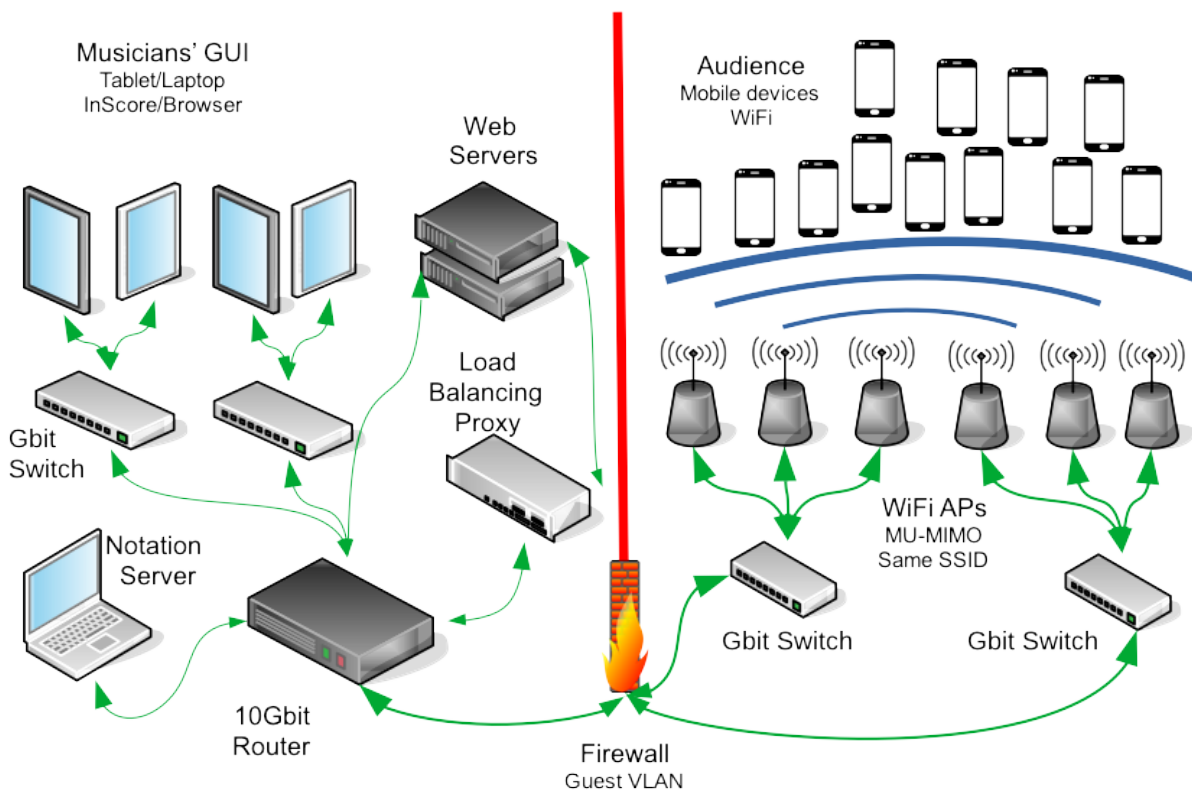 Musicians' GUI
Tablet/Laptop
InScore/Browser
Web
Servers
Audience
Mobile devices
WiFi
Load
Balancing
Proxy
Gbit
Switch
Notation
Server
10Gbit
Router
Firewall
Guest VLAN
WiFi APs
MU-MIMO
Same SSID
Gbit Switch
Gbit Switch